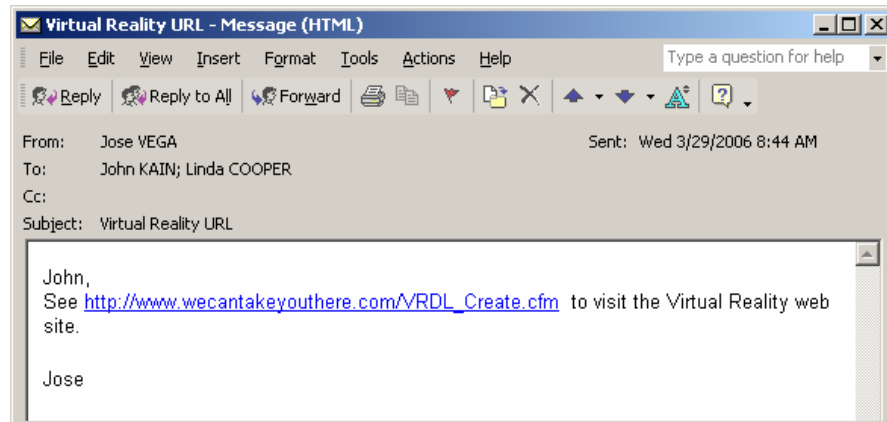 Virtual Reality URL - Message (HTML)
File Edit View Insert Format Tools Actions Help Type a question for help
Reply Reply to All Forward
From: Jose VEGA Sent: Wed 3/29/2006 8:44 AM
To: John KAIN; Linda COOPER
Cc:
Subject: Virtual Reality URL
John,
See http://www.wecantakeyouthere.com/VRDL_Create.cfm to visit the Virtual Reality web
site.
Jose